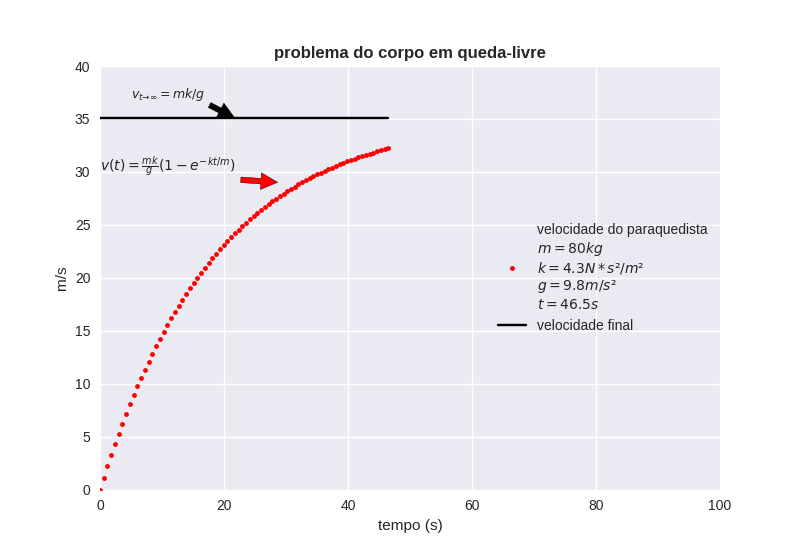 problema do corpo em queda-livre
40
35
30
25
20
15
10
5
0
m/s
v_{t→∞} = mk/g
v(t) = \frac{mk}{g}(1 − e^{−kt/m})
velocidade do paraquedista
m = 80kg
k = 4.3N * s²/m²
g = 9.8m/s²
t = 46.5s
velocidade final
0 20 40 60 80 100
tempo (s)